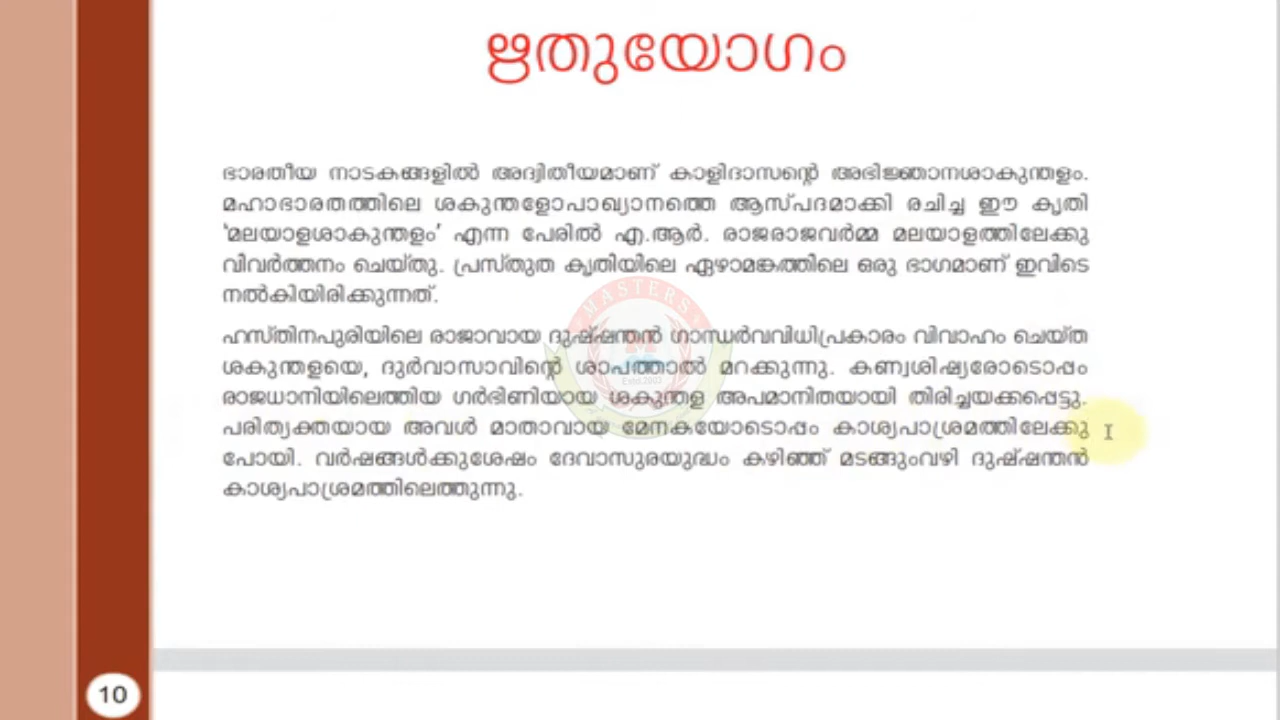 ഋതുയോഗം
ഭാരതീയ നാടകങ്ങളിൽ അദ്വിതീയമാണ് കാളിദാസന്റെ അഭിജ്ഞാനശാകുന്തളം.
മഹാഭാരതത്തിലെ ശകുന്തളോപാഖ്യാനത്തെ ആസ്പദമാക്കി രചിച്ച ഈ കൃതി
'മലയാളശാകുന്തളം' എന്ന പേരിൽ എ.ആർ. രാജരാജവർമ്മ മലയാളത്തിലേക്കു
വിവർത്തനം ചെയ്തു. പ്രസ്തുത കൃതിയിലെ ഏഴാമങ്കത്തിലെ ഒരു ഭാഗമാണ് ഇവിടെ
നൽകിയിരിക്കുന്നത്.
ഹസ്തിനപുരിയിലെ രാജാവായ ദുഷ്ഷന്തൻ ഗാന്ധർവവിധിപ്രകാരം വിവാഹം ചെയ്ത
ശകുന്തളയെ, ദുർവാസാവിന്റെ ശാപത്താൽ മറക്കുന്നു. കണ്വശിഷ്യരോടൊപ്പം
രാജധാനിയിലെത്തിയ ഗർഭിണിയായ ശകുന്തള അപമാനിതയായി തിരിച്ചയക്കപ്പെട്ടു.
പരിത്യക്തയായ അവൾ മാതാവായ മേനകയോടൊപ്പം കാശ്യപാശ്രമത്തിലേക്കു
പോയി. വർഷങ്ങൾക്കുശേഷം ദേവാസുരയുദ്ധം കഴിഞ്ഞ് മടങ്ങുംവഴി ദുഷ്ഷന്തൻ
കാശ്യപാശ്രമത്തിലെത്തുന്നു.
MASTERS
Estd.2003
10